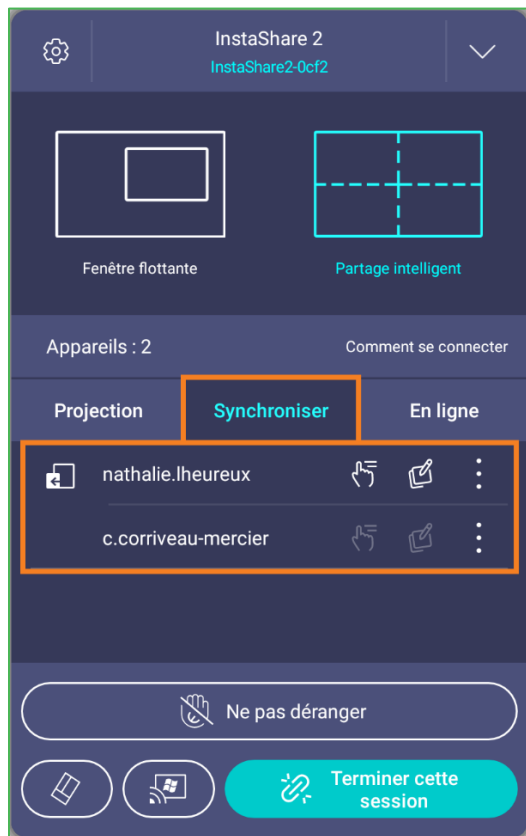 InstaShare 2
InstaShare2-0cf2
Fenêtre flottante
Partage intelligent
Appareils : 2
Comment se connecter
Projection
Synchroniser
En ligne
nathalie.lheureux
c.corriveau-mercier
Ne pas déranger
Terminer cette
session